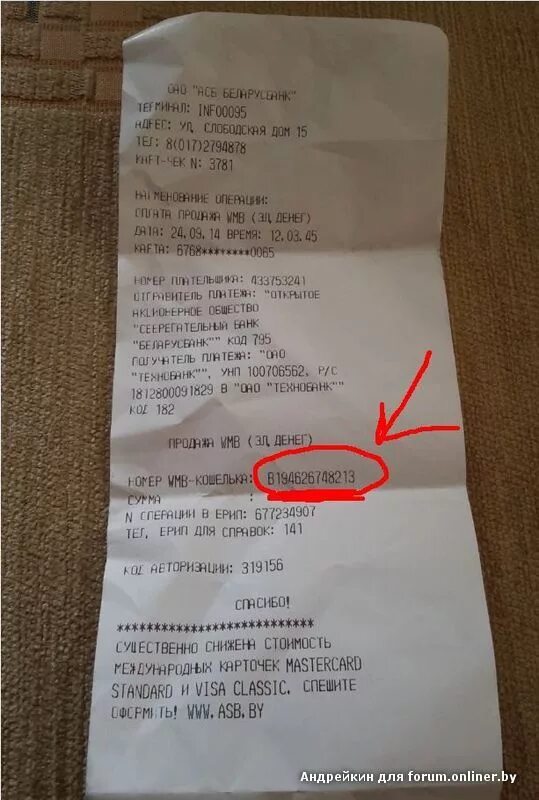 ОАО "АСБ БЕЛАРУСБАНК"
ТЕРМИНАЛ: INF00095
АДРЕС: УЛ. СЛОБОДСКАЯ ДОМ 15
ТЕЛ: 8(017)2794878
КАРТ-ЧЕК N: 3781
НАИМЕНОВАНИЕ ОПЕРАЦИИ:
ОПЛАТА ПРОДАЖА WMB (ЭЛ.ДЕНЕГ)
ДАТА: 24.09.14 ВРЕМЯ: 12.03.45
КАРТА: 6768********0065
НОМЕР ПЛАТЕЛЬЩИКА: 433753241
ОТПРАВИТЕЛЬ ПЛАТЕЖА: "ОТКРЫТОЕ
АКЦИОНЕРНОЕ ОБЩЕСТВО
"СБЕРЕГАТЕЛЬНЫЙ БАНК
"БЕЛАРУСБАНК"" КОД 795
ПОЛУЧАТЕЛЬ ПЛАТЕЖА: "ОАО
"ТЕХНОБАНК"", УНП 100706562, Р/С
1812800091829 В "ОАО "ТЕХНОБАНК""
КОД 182
ПРОДАЖА WMB (ЭЛ.ДЕНЕГ)
НОМЕР WMB-КОШЕЛЬКА: B194626748213
СУММА :
N ОПЕРАЦИИ В ЕРИП: 677234907
ТЕЛ. ЕРИП ДЛЯ СПРАВОК: 141
КОД АВТОРИЗАЦИИ: 319156
СПАСИБО!
**************************
СУЩЕСТВЕННО СНИЖЕНА СТОИМОСТЬ
МЕЖДУНАРОДНЫХ КАРТОЧЕК MASTERCARD
STANDARD И VISA CLASSIC. СПЕШИТЕ
ОФОРМИТЬ! WWW.ASB.BY
Андрейкин для forum.onliner.by